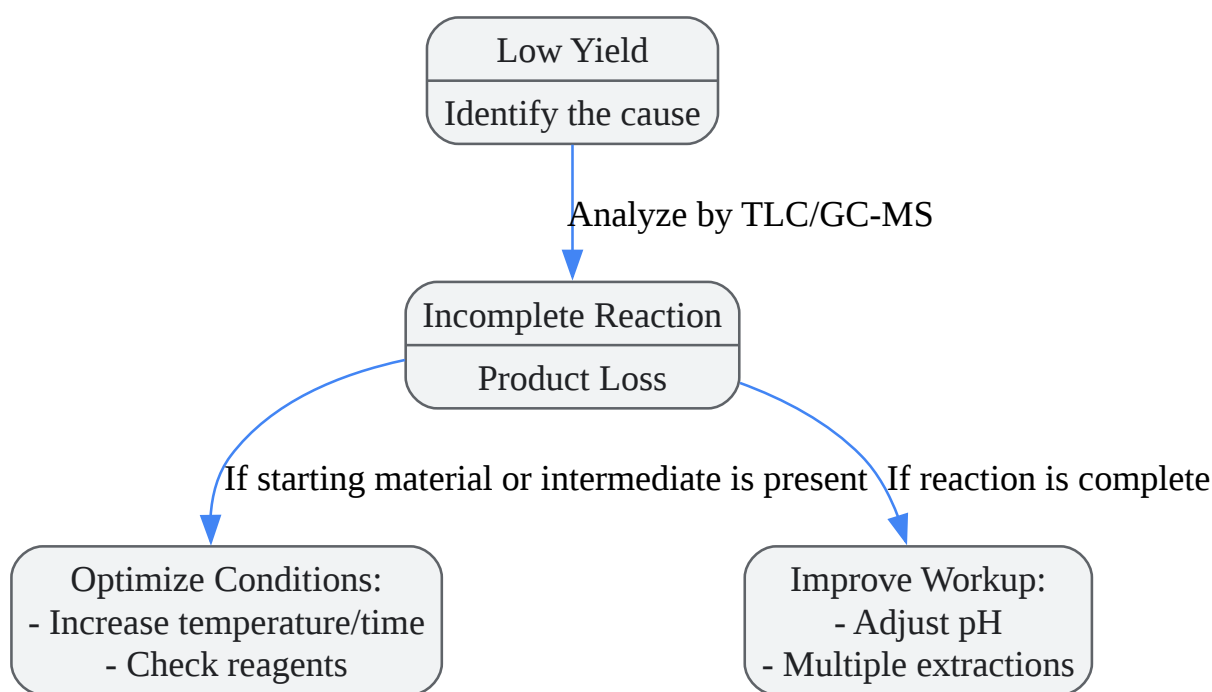 Low Yield
Identify the cause
Analyze by TLC/GC-MS
Incomplete Reaction
Product Loss
If starting material or intermediate is present
If reaction is complete
Optimize Conditions:
- Increase temperature/time
- Check reagents
Improve Workup:
- Adjust pH
- Multiple extractions